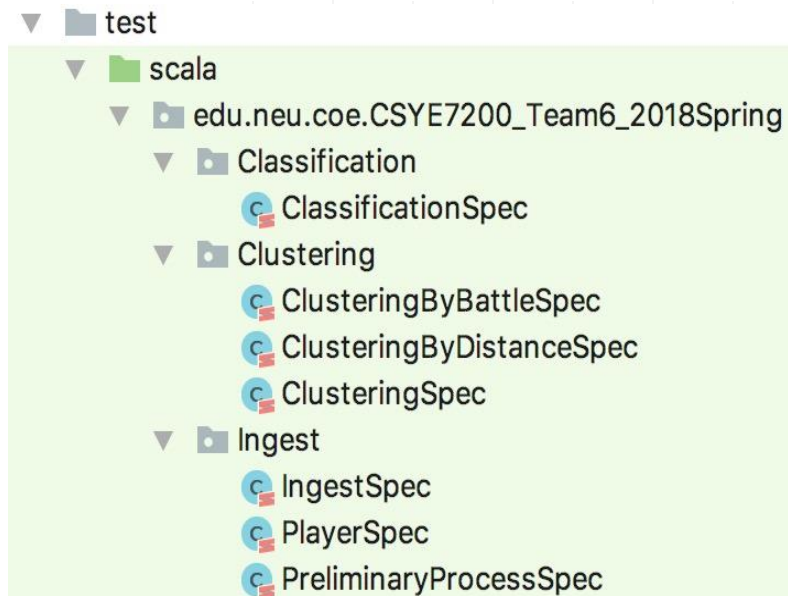 test
scala
edu.neu.coe.CSYE7200_Team6_2018Spring
Classification
ClassificationSpec
Clustering
ClusteringByBattleSpec
ClusteringByDistanceSpec
ClusteringSpec
Ingest
IngestSpec
PlayerSpec
PreliminaryProcessSpec